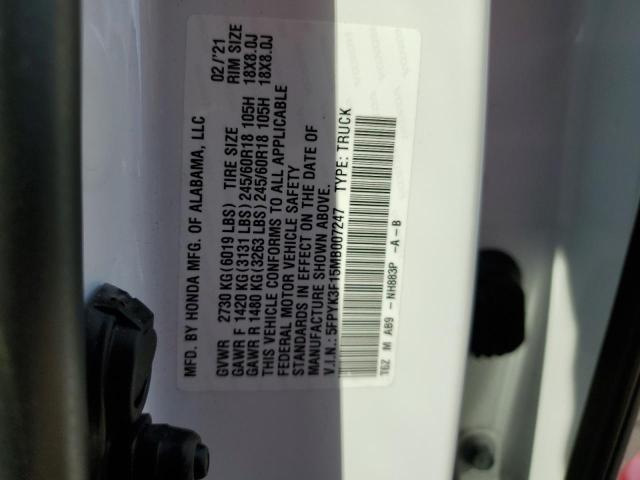 MFD. BY HONDA MFG. OF ALABAMA, LLC 02/'21
GVWR 2730 KG (6019 LBS) TIRE SIZE RIM SIZE
GAWR F 1420 KG (3131 LBS) 245/60R18 105H 18X8.0J
GAWR R 1480 KG (3263 LBS) 245/60R18 105H 18X8.0J
THIS VEHICLE CONFORMS TO ALL APPLICABLE
FEDERAL MOTOR VEHICLE SAFETY
STANDARDS IN EFFECT ON THE DATE OF
MANUFACTURE SHOWN ABOVE.
V.I.N.: 5FPYK3F15MB007247 TYPE: TRUCK
T6Z M AB9 - NH883P -A-B